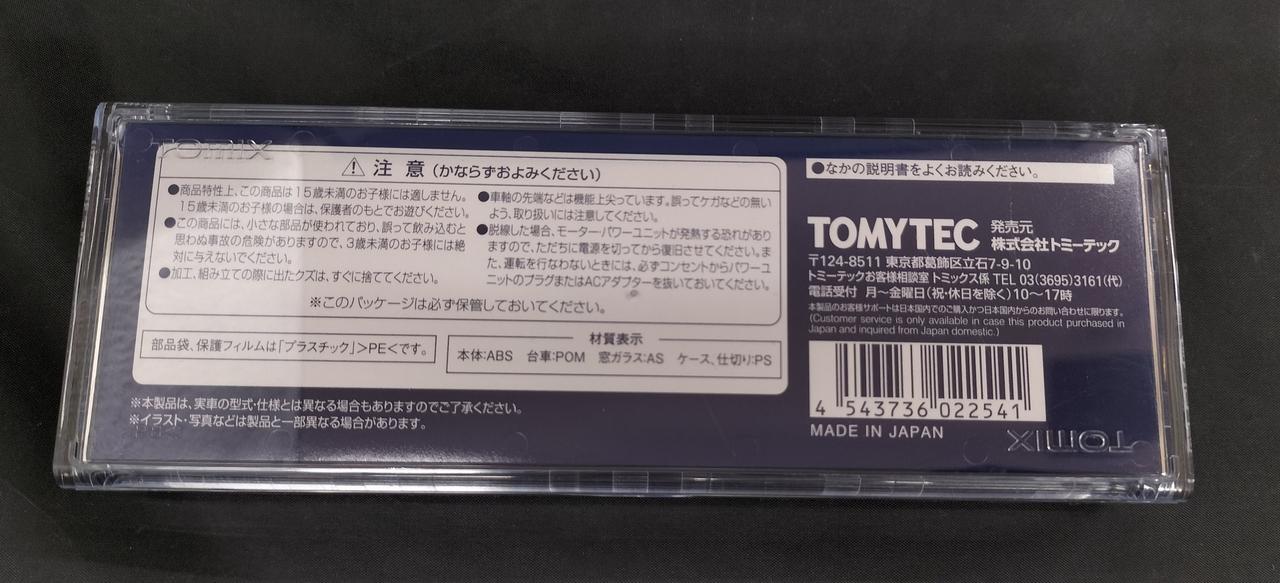 TOMIX
⚠ 注 意 (かならずおよみください)
●商品特性上、この商品は15歳未満のお子様には適しません。
15歳未満のお子様の場合は、保護者のもとでお遊びください。
●この商品には、小さな部品が使われており、誤って飲み込むと
思わぬ事故の危険がありますので、3歳未満のお子様には絶
対に与えないでください。
●加工、組み立ての際に出たクズは、すぐに捨ててください。
●車軸の先端などは機能上尖っています。誤ってケガなどの無い
よう、取り扱いには注意してください。
●脱線した場合、モーター・パワーユニットが発熱する恐れがあり
ますので、ただちに電源を切ってから復旧させてください。ま
た、運転を行なわないときには、必ずコンセントからパワーユ
ニットのプラグまたはACアダプターを抜いておいてください。
※このパッケージは必ず保管しておいてください。
部品袋、保護フィルムは「プラスチック」>PE<です。
材質表示
本体:ABS 台車:POM 窓ガラス:AS ケース、仕切り:PS
※本製品は、実車の型式・仕様とは異なる場合もありますのでご了承ください。
※イラスト・写真などは製品と一部異なる場合があります。
●なかの説明書をよくお読みください。
TOMYTEC 発売元
株式会社トミーテック
〒124-8511 東京都葛飾区立石7-9-10
トミーテックお客様相談室 トミックス係 TEL 03(3695)3161(代)
電話受付 月～金曜日(祝・休日を除く)10～17時
本製品のお客様サポートは日本国内でのご購入かつ日本国内からのお問い合わせに限ります。
(Customer service is only available in case this product purchased in
Japan and inquired from Japan domestic.)
4 543736 022541
MADE IN JAPAN
TOMIX